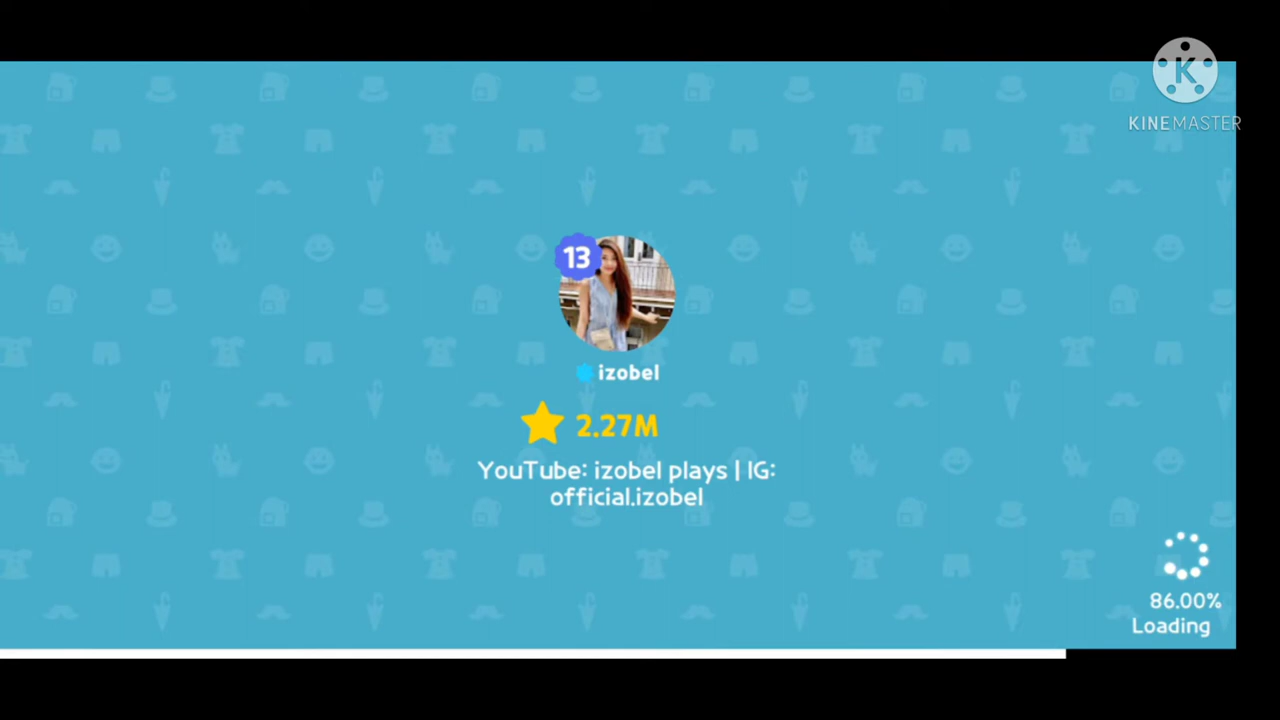 KINEMASTER
13
izobel
2.27M
YouTube: izobel plays | IG:
official.izobel
86.00%
Loading